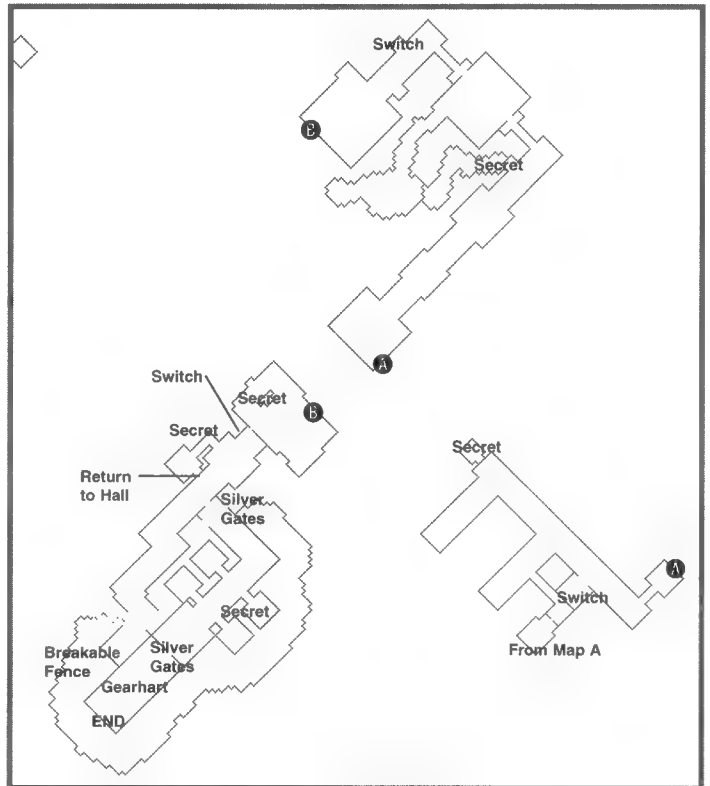 Switch
B
Secret
A
Switch
Secret
B
Secret
Return
to Hall
Secret
Silver
Gates
A
Switch
Secret
From Map A
Breakable
Fence
Silver
Gates
Gearhart
END